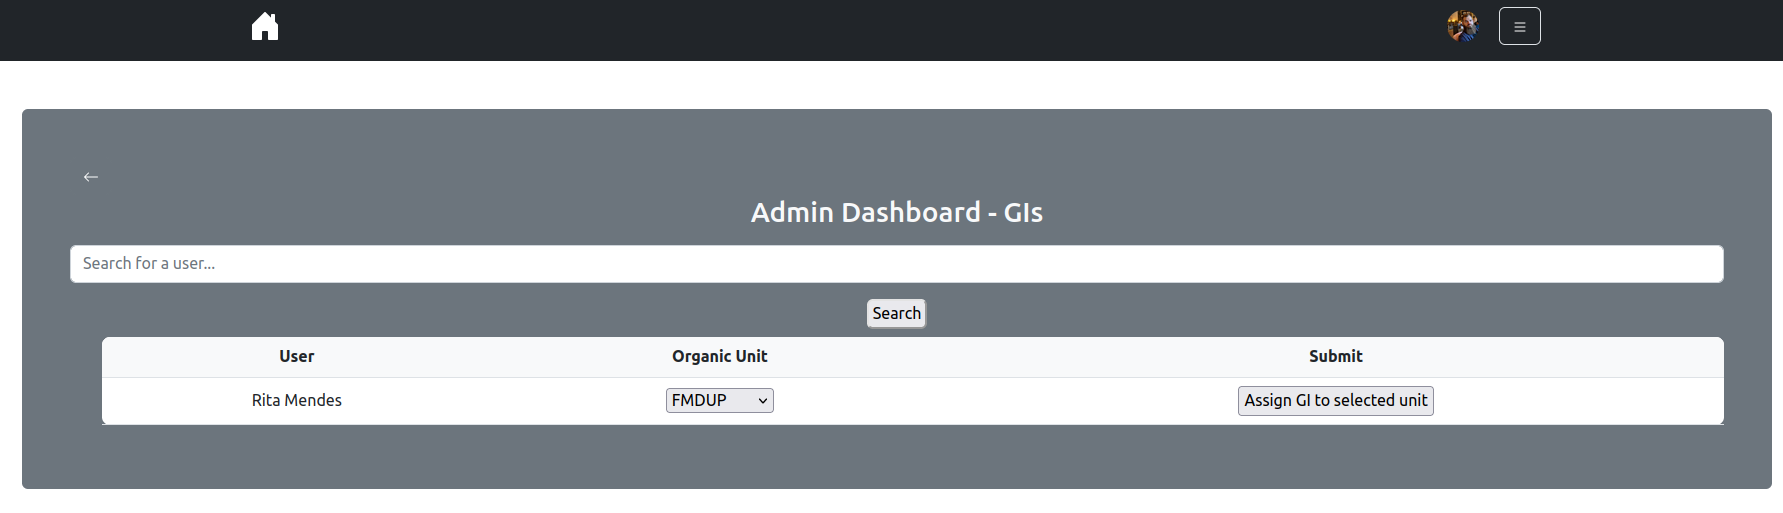 Admin Dashboard - GIs
Search for a user...
Search
User Organic Unit Submit
Rita Mendes FMDUP Assign GI to selected unit